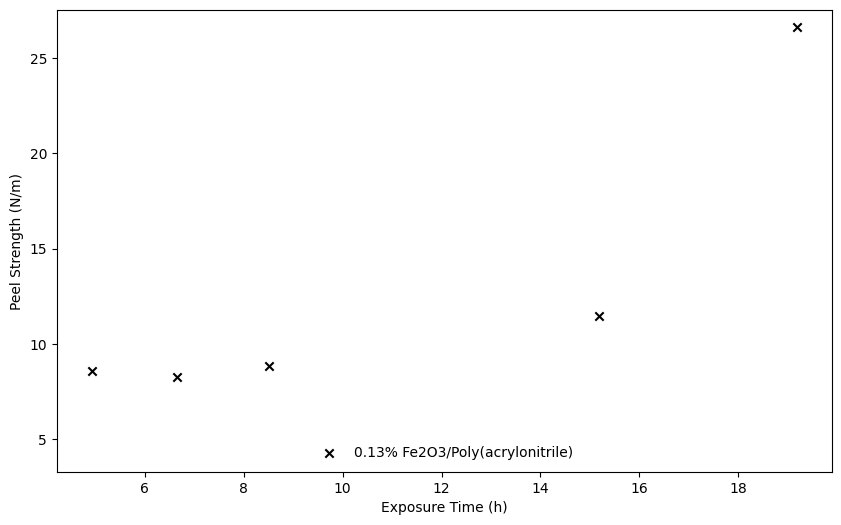 25
20
15
10
5
Peel Strength (N/m)
0.13% Fe2O3/Poly(acrylonitrile)
6 8 10 12 14 16 18
Exposure Time (h)